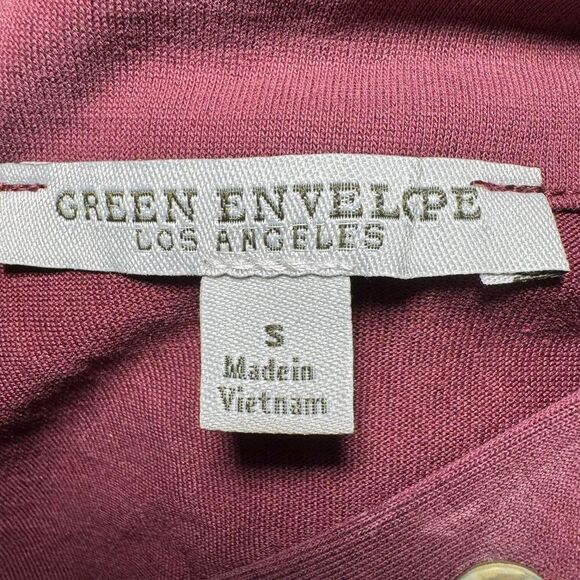 GREEN ENVELOPE
LOS ANGELES
S
Made in
Vietnam